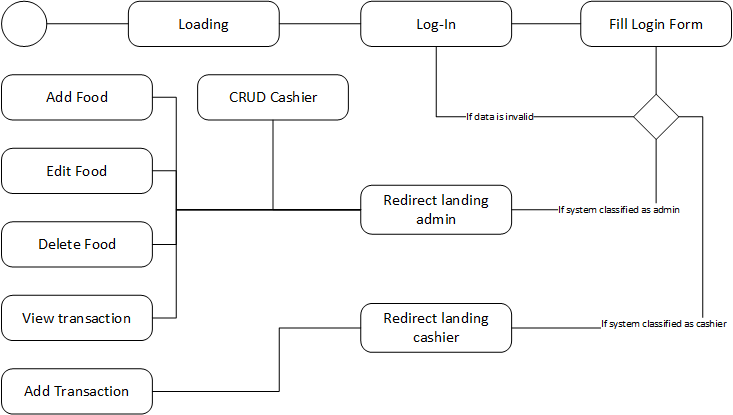 Loading
Log-In
Fill Login Form
Add Food
CRUD Cashier
If data is invalid
Edit Food
Redirect landing
admin
If system classified as admin
Delete Food
View transaction
Redirect landing
cashier
If system classified as cashier
Add Transaction